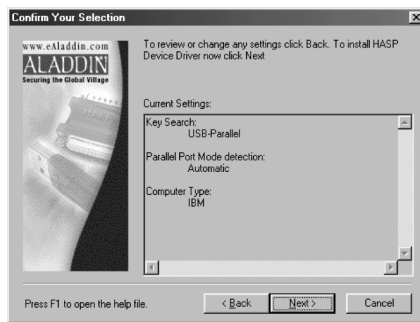 Confirm Your Selection
www.eAladdin.com
ALADDIN
Securing the Global Village
To review or change any settings click Back. To install HASP
Device Driver now click Next
Current Settings:
Key Search:
USB-Parallel
Parallel Port Mode detection:
Automatic
Computer Type:
IBM
Press F1 to open the help file.
< Back
Next >
Cancel